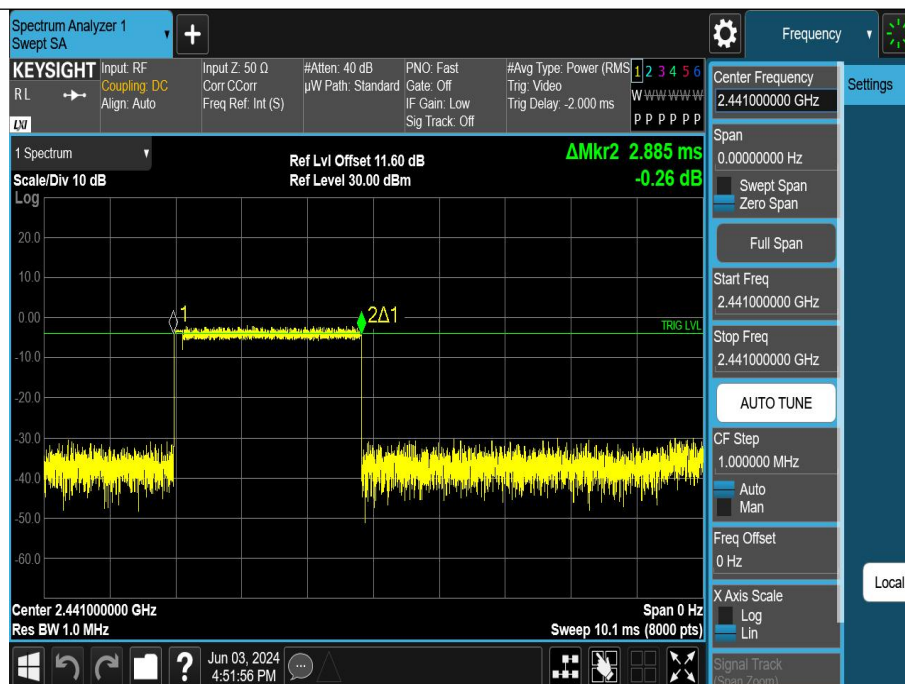 Spectrum Analyzer 1
Swept SA
Frequency
KEYSIGHT
RL
LXI
Input: RF
Coupling: DC
Align: Auto
Input Z: 50 Ω
Corr CCorr
Freq Ref: Int (S)
#Atten: 40 dB
µW Path: Standard
PNO: Fast
Gate: Off
IF Gain: Low
Sig Track: Off
#Avg Type: Power (RMS
Trig: Video
Trig Delay: -2.000 ms
1 2 3 4 5 6
W W W W W W
P P P P P P
Center Frequency
2.441000000 GHz
Settings
Span
0.00000000 Hz
Swept Span
Zero Span
Full Span
Start Freq
2.441000000 GHz
Stop Freq
2.441000000 GHz
AUTO TUNE
CF Step
1.000000 MHz
Auto
Man
Freq Offset
0 Hz
X Axis Scale
Log
Lin
Signal Track
(Span Zoom)
Local
1 Spectrum
Scale/Div 10 dB
Log
Ref Lvl Offset 11.60 dB
Ref Level 30.00 dBm
ΔMkr2 2.885 ms
-0.26 dB
20.0
10.0
0.00
-10.0
-20.0
-30.0
-40.0
-50.0
-60.0
1
2Δ1
TRIG LVL
Center 2.441000000 GHz
Res BW 1.0 MHz
Span 0 Hz
Sweep 10.1 ms (8000 pts)
?
Jun 03, 2024
4:51:56 PM